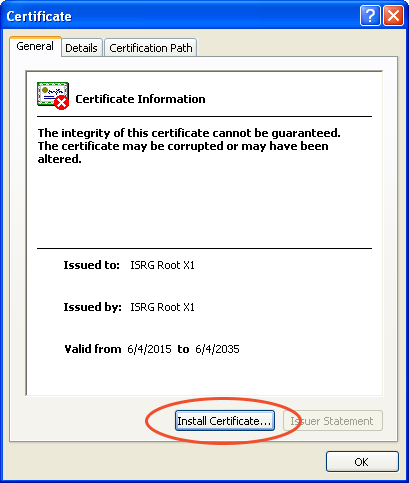 Certificate
General Details Certification Path
Certificate Information
The integrity of this certificate cannot be guaranteed.
The certificate may be corrupted or may have been
altered.
Issued to: ISRG Root X1
Issued by: ISRG Root X1
Valid from 6/4/2015 to 6/4/2035
Install Certificate... Issuer Statement
OK